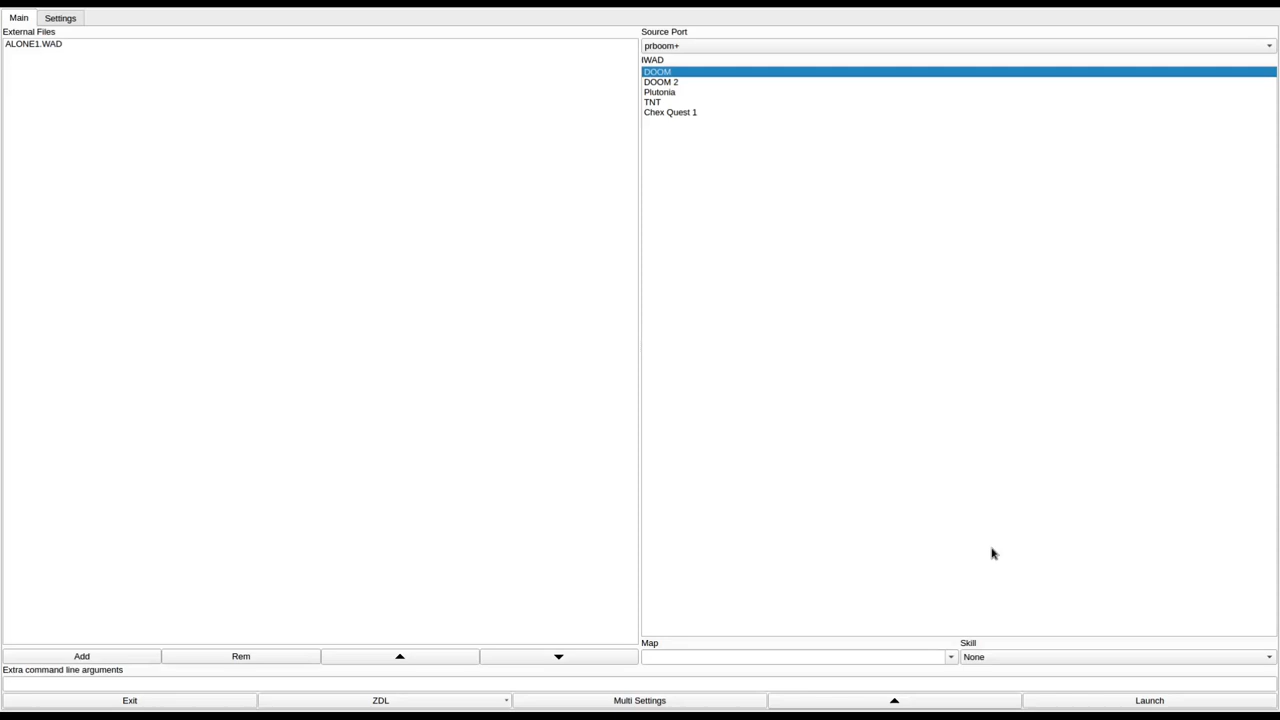 Main Settings
External Files
ALONE1.WAD
Source Port
prboom+
IWAD
DOOM
DOOM 2
Plutonia
TNT
Chex Quest 1
Map Skill
None
Add Rem
Extra command line arguments
Exit ZDL Multi Settings Launch